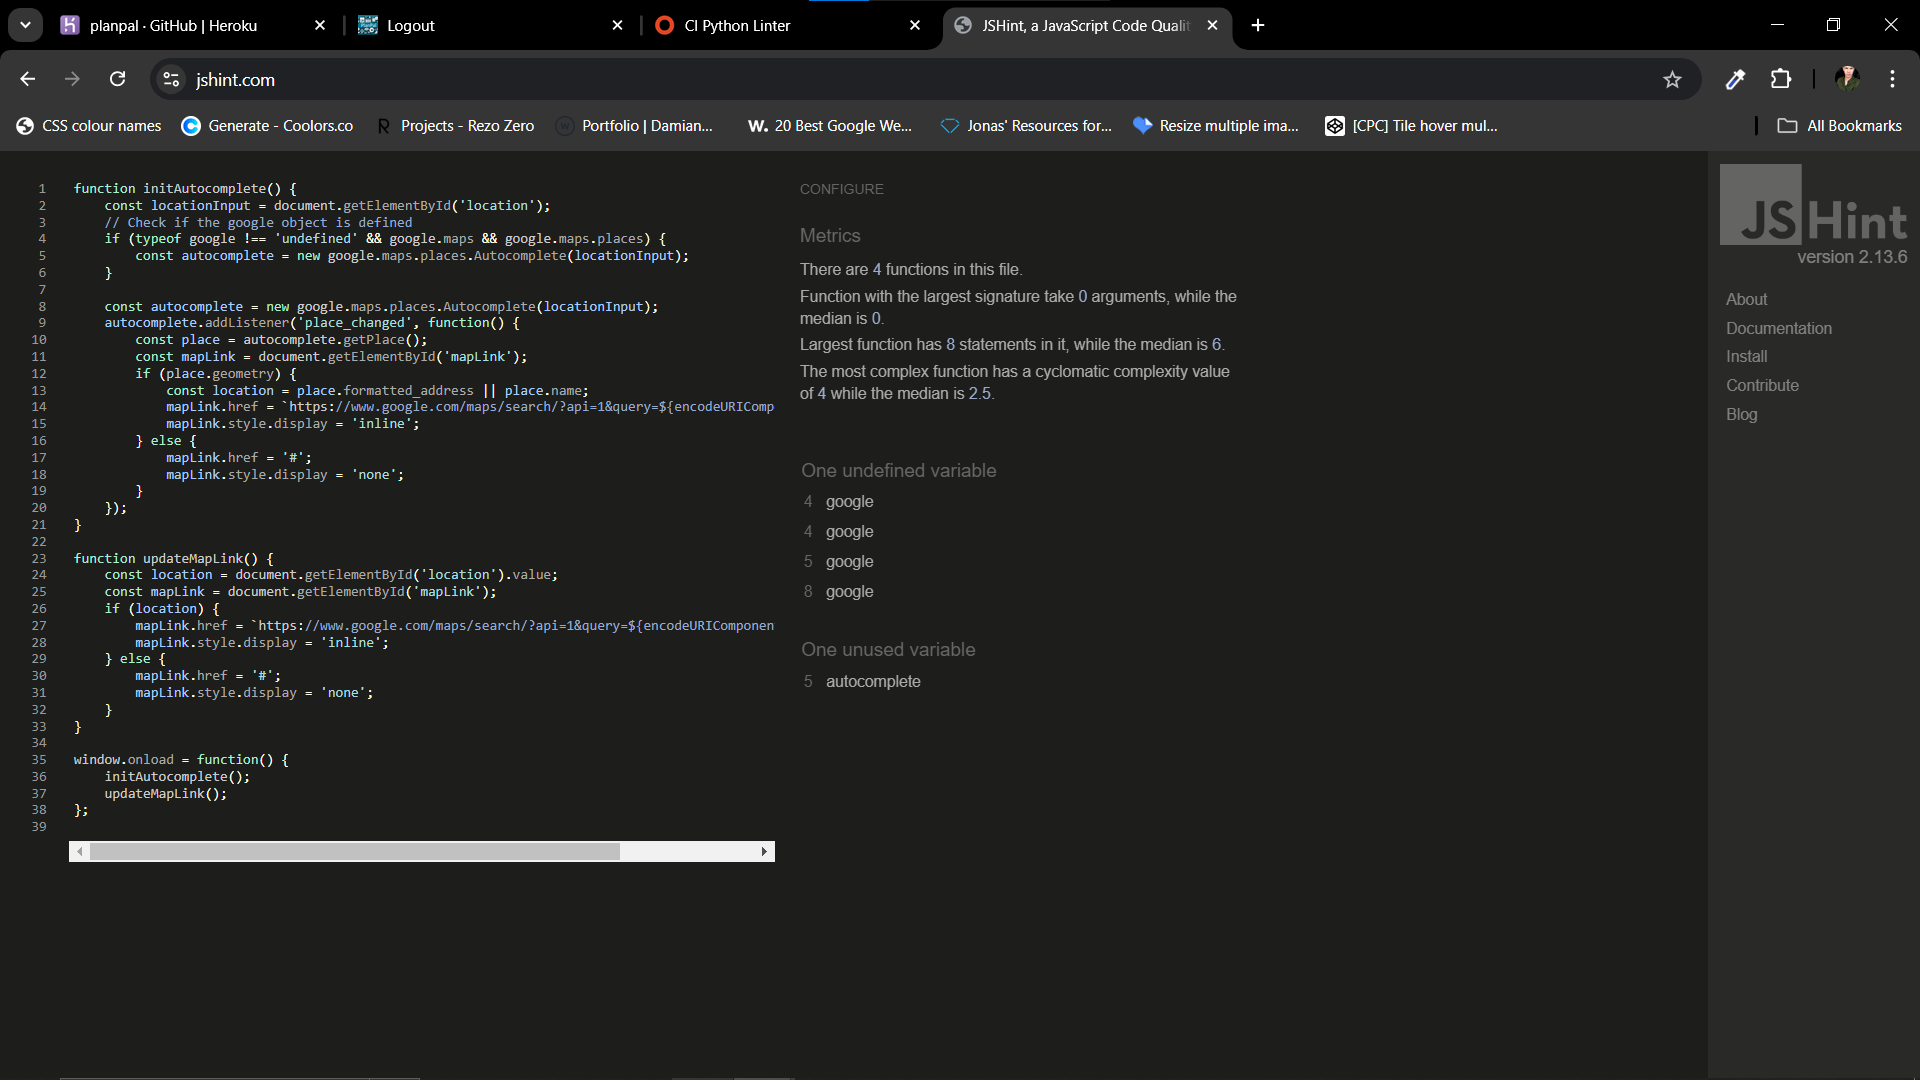 planpal · GitHub | Heroku
Logout
CI Python Linter
JSHint, a JavaScript Code Qualit
jshint.com
CSS colour names
Generate - Coolors.co
Projects - Rezo Zero
Portfolio | Damian...
W. 20 Best Google We...
Jonas' Resources for...
Resize multiple ima...
[CPC] Tile hover mul...
All Bookmarks
1 function initAutocomplete() {
2 const locationInput = document.getElementById('location');
3 // Check if the google object is defined
4 if (typeof google !== 'undefined' && google.maps && google.maps.places) {
5 const autocomplete = new google.maps.places.Autocomplete(locationInput);
6 }
7
8 const autocomplete = new google.maps.places.Autocomplete(locationInput);
9 autocomplete.addListener('place_changed', function() {
10 const place = autocomplete.getPlace();
11 const mapLink = document.getElementById('mapLink');
12 if (place.geometry) {
13 const location = place.formatted_address || place.name;
14 mapLink.href = `https://www.google.com/maps/search/?api=1&query=${encodeURIComp
15 mapLink.style.display = 'inline';
16 } else {
17 mapLink.href = '#';
18 mapLink.style.display = 'none';
19 }
20 });
21 }
22
23 function updateMapLink() {
24 const location = document.getElementById('location').value;
25 const mapLink = document.getElementById('mapLink');
26 if (location) {
27 mapLink.href = `https://www.google.com/maps/search/?api=1&query=${encodeURIComponen
28 mapLink.style.display = 'inline';
29 } else {
30 mapLink.href = '#';
31 mapLink.style.display = 'none';
32 }
33 }
34
35 window.onload = function() {
36 initAutocomplete();
37 updateMapLink();
38 };
39
CONFIGURE
Metrics
There are 4 functions in this file.
Function with the largest signature take 0 arguments, while the
median is 0.
Largest function has 8 statements in it, while the median is 6.
The most complex function has a cyclomatic complexity value
of 4 while the median is 2.5.
One undefined variable
4 google
4 google
5 google
8 google
One unused variable
5 autocomplete
JSHint
version 2.13.6
About
Documentation
Install
Contribute
Blog